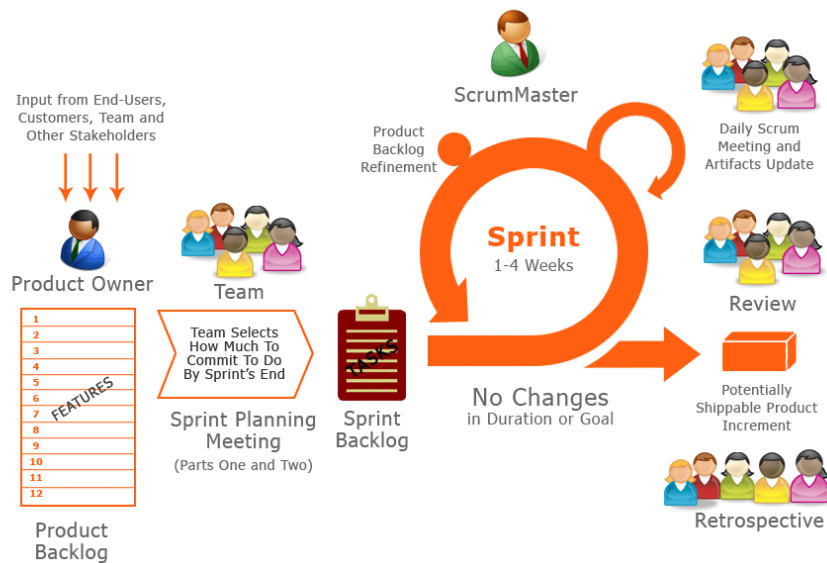 Input from End-Users,
Customers, Team and
Other Stakeholders
Product Owner
1
2
3
4
5
6
7
8
9
10
11
12
FEATURES
Product
Backlog
Team
Team Selects
How Much To
Commit To Do
By Sprint's End
Sprint Planning
Meeting
(Parts One and Two)
TASKS
Sprint
Backlog
ScrumMaster
Product
Backlog
Refinement
Sprint
1-4 Weeks
No Changes
in Duration or Goal
Daily Scrum
Meeting and
Artifacts Update
Review
Potentially
Shippable Product
Increment
Retrospective